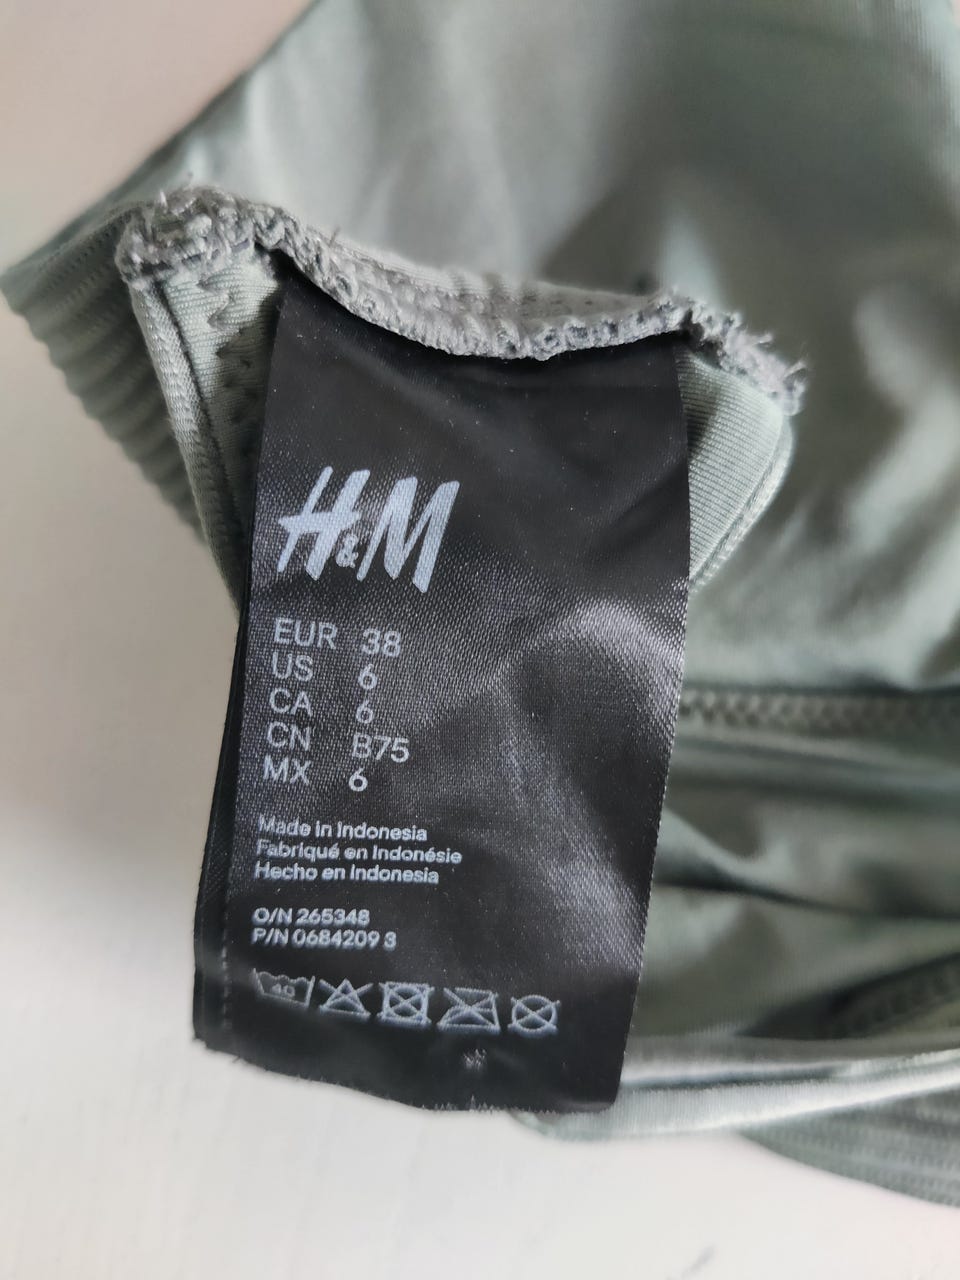 H&M
EUR 38
US 6
CA 6
CN B75
MX 6
Made in Indonesia
Fabriqué en Indonésie
Hecho en Indonesia
O/N 265348
P/N 0684209 3
40